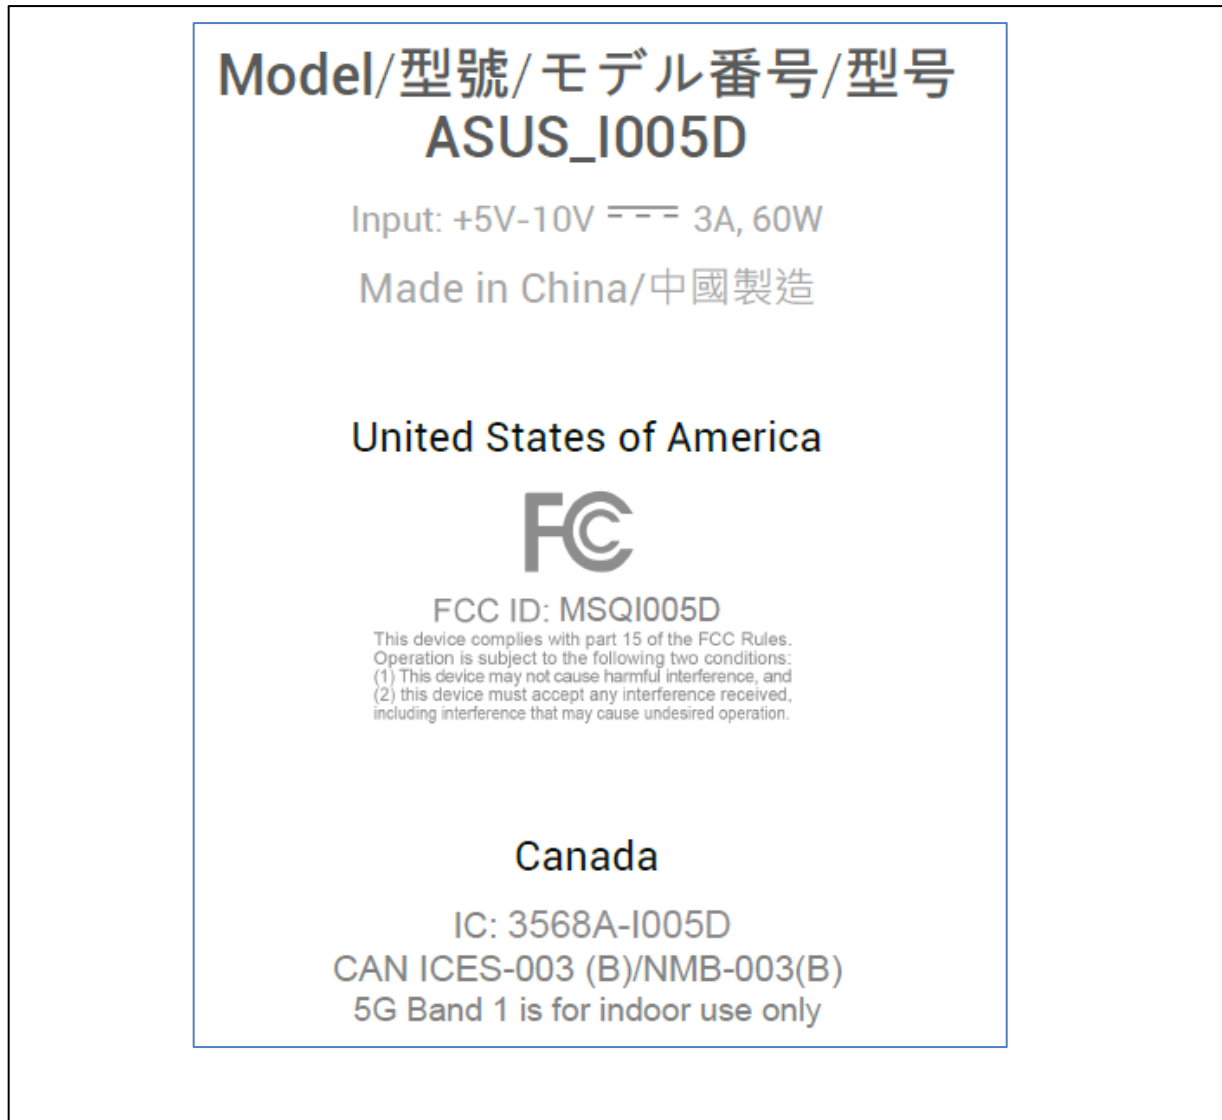 Model/型號/モデル番号/型号
ASUS_I005D
Input: +5V-10V ⎓ 3A, 60W
Made in China/中國製造
United States of America
FC
FCC ID: MSQI005D
This device complies with part 15 of the FCC Rules.
Operation is subject to the following two conditions:
(1) This device may not cause harmful interference, and
(2) this device must accept any interference received,
including interference that may cause undesired operation.
Canada
IC: 3568A-I005D
CAN ICES-003 (B)/NMB-003(B)
5G Band 1 is for indoor use only